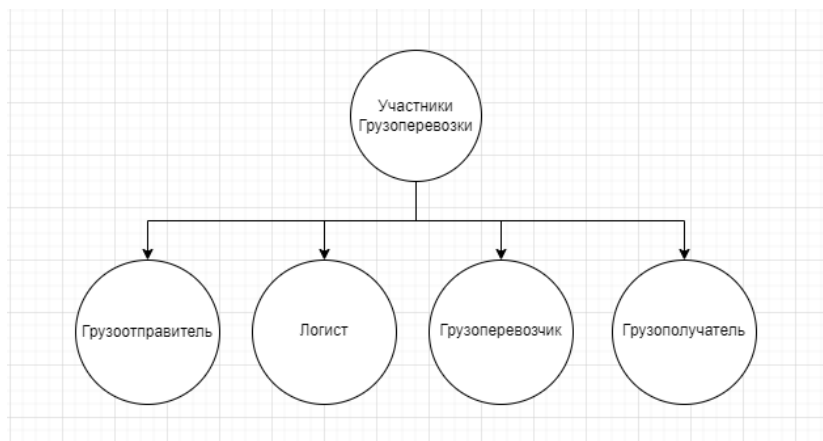 Участники
Грузоперевозки
Грузоотправитель
Логист
Грузоперевозчик
Грузополучатель